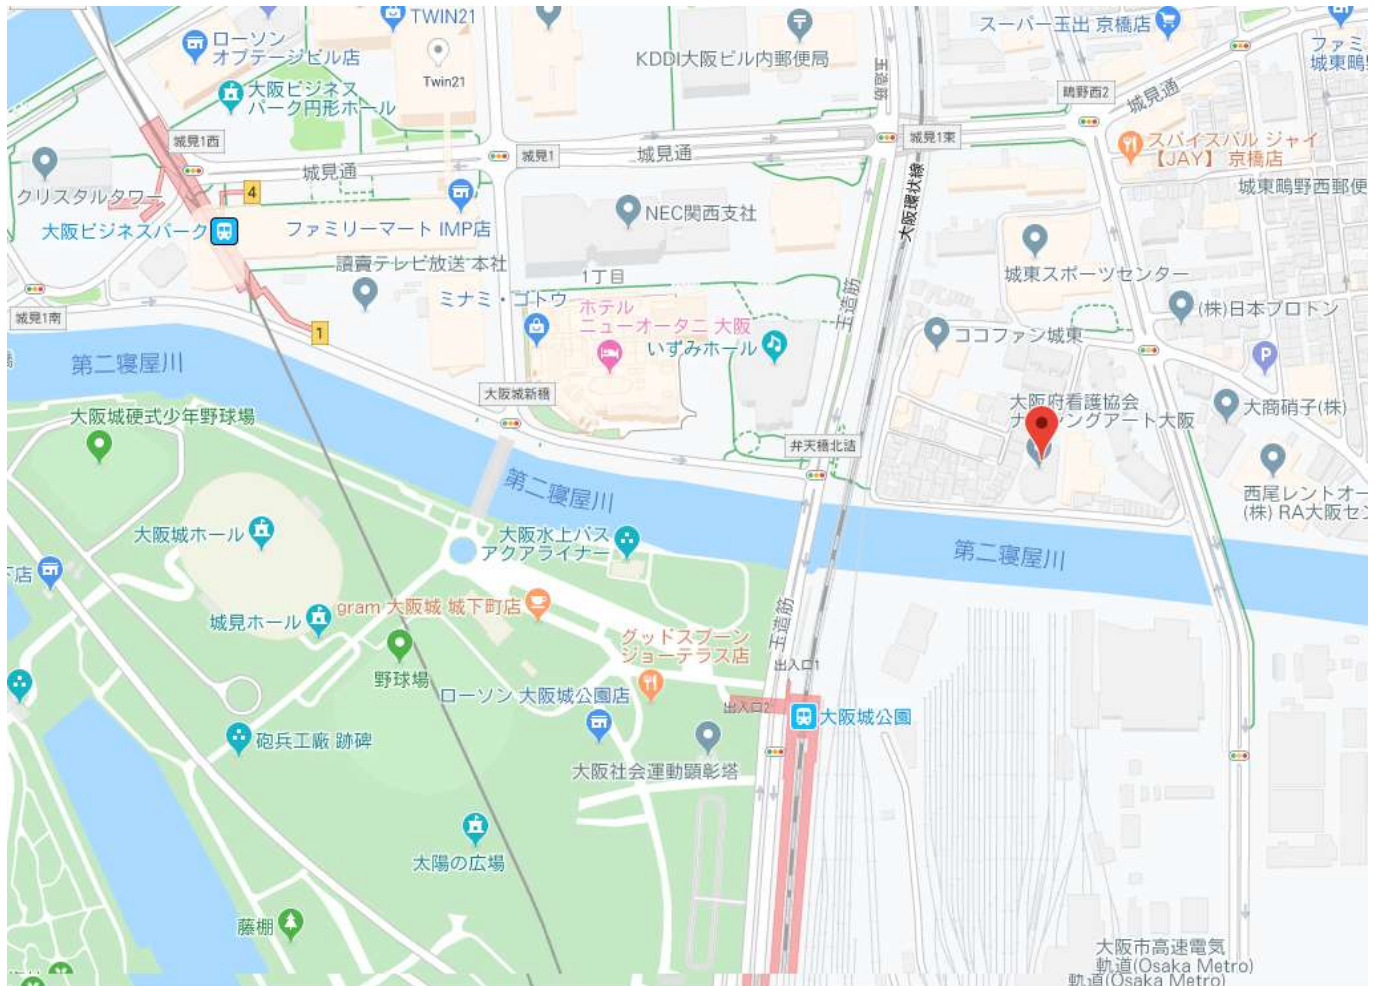 TWIN21
ローソン
オプテージビル店
Twin21
KDDI大阪ビル内郵便局
玉造筋
スーパー玉出 京橋店
ファミ
城東鴫
大阪ビジネス
パーク円形ホール
鴫野西2
城見通
城見1西
城見1
城見通
城見通
城見1東
スパイスバル ジャイ
【JAY】 京橋店
クリスタルタワー
4
城東鴫野西郵便
大阪環状線
大阪ビジネスパーク
ファミリーマート IMP店
NEC関西支社
讀賣テレビ放送 本社
1丁目
城東スポーツセンター
ミナミ・ゴトウ
ホテル
ニューオータニ 大阪
いずみホール
玉造筋
(株)日本プロトン
ココファン城東
城見1南
1
第二寝屋川
大阪城新橋
大阪府看護協会
大商硝子(株)
大阪城硬式少年野球場
弁天橋北詰
第二寝屋川
西尾レントオー
(株) RA大阪セン
大阪城ホール
大阪水上バス
アクアライナー
第二寝屋川
下店
城見ホール
gram 大阪城 城下町店
玉造筋
グッドスプーン
ジョーテラス店
出入口1
野球場
ローソン 大阪城公園店
出入口2
大阪城公園
砲兵工廠 跡碑
大阪社会運動顕彰塔
太陽の広場
藤棚
大阪市高速電気
軌道(Osaka Metro)
軌道(Osaka Metro)